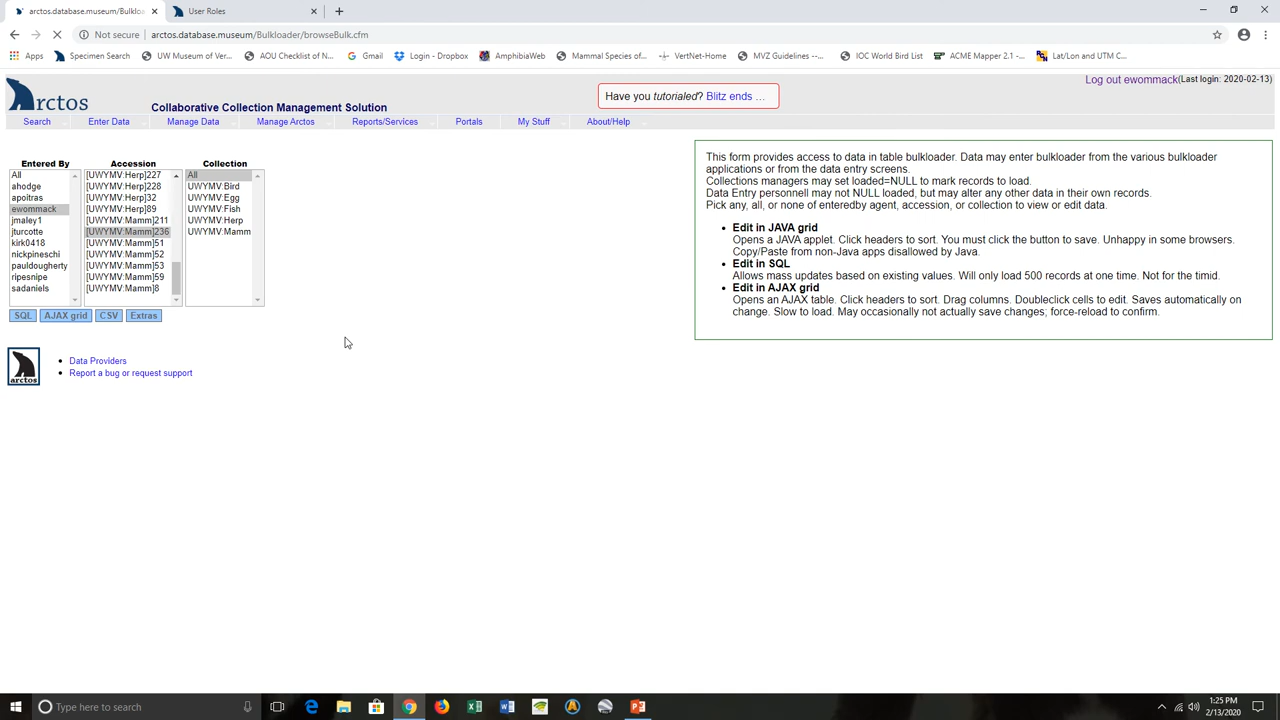 arctos.database.museum/Bulkloa
User Roles
Not secure
arctos.database.museum/Bulkloader/browseBulk.cfm
Apps
Specimen Search
UW Museum of Ver...
AOU Checklist of N...
Gmail
Login - Dropbox
AmphibiaWeb
Mammal Species of...
VertNet-Home
MVZ Guidelines --...
IOC World Bird List
ACME Mapper 2.1 -...
Lat/Lon and UTM C...
Log out ewommack(Last login: 2020-02-13)
Have you tutorialed? Blitz ends …
Arctos
Collaborative Collection Management Solution
Search
Enter Data
Manage Data
Manage Arctos
Reports/Services
Portals
My Stuff
About/Help
Entered By
All
ahodge
apoitras
ewommack
jmaley1
jturcotte
kirk0418
nickpineschi
pauldougherty
ripesnipe
sadaniels
Accession
[UWYMV:Herp]227
[UWYMV:Herp]228
[UWYMV:Herp]32
[UWYMV:Herp]89
[UWYMV:Mamm]211
[UWYMV:Mamm]236
[UWYMV:Mamm]51
[UWYMV:Mamm]52
[UWYMV:Mamm]53
[UWYMV:Mamm]59
[UWYMV:Mamm]8
Collection
All
UWYMV:Bird
UWYMV:Egg
UWYMV:Fish
UWYMV:Herp
UWYMV:Mamm
SQL
AJAX grid
CSV
Extras
This form provides access to data in table bulkloader. Data may enter bulkloader from the various bulkloader
applications or from the data entry screens.
Collections managers may set loaded=NULL to mark records to load.
Data Entry personnell may not NULL loaded, but may alter any other data in their own records.
Pick any, all, or none of enteredby agent, accession, or collection to view or edit data.
Edit in JAVA grid
Opens a JAVA applet. Click headers to sort. You must click the button to save. Unhappy in some browsers.
Copy/Paste from non-Java apps disallowed by Java.
Edit in SQL
Allows mass updates based on existing values. Will only load 500 records at one time. Not for the timid.
Edit in AJAX grid
Opens an AJAX table. Click headers to sort. Drag columns. Doubleclick cells to edit. Saves automatically on
change. Slow to load. May occasionally not actually save changes; force-reload to confirm.
arctos
Data Providers
Report a bug or request support
Type here to search
1:25 PM
2/13/2020